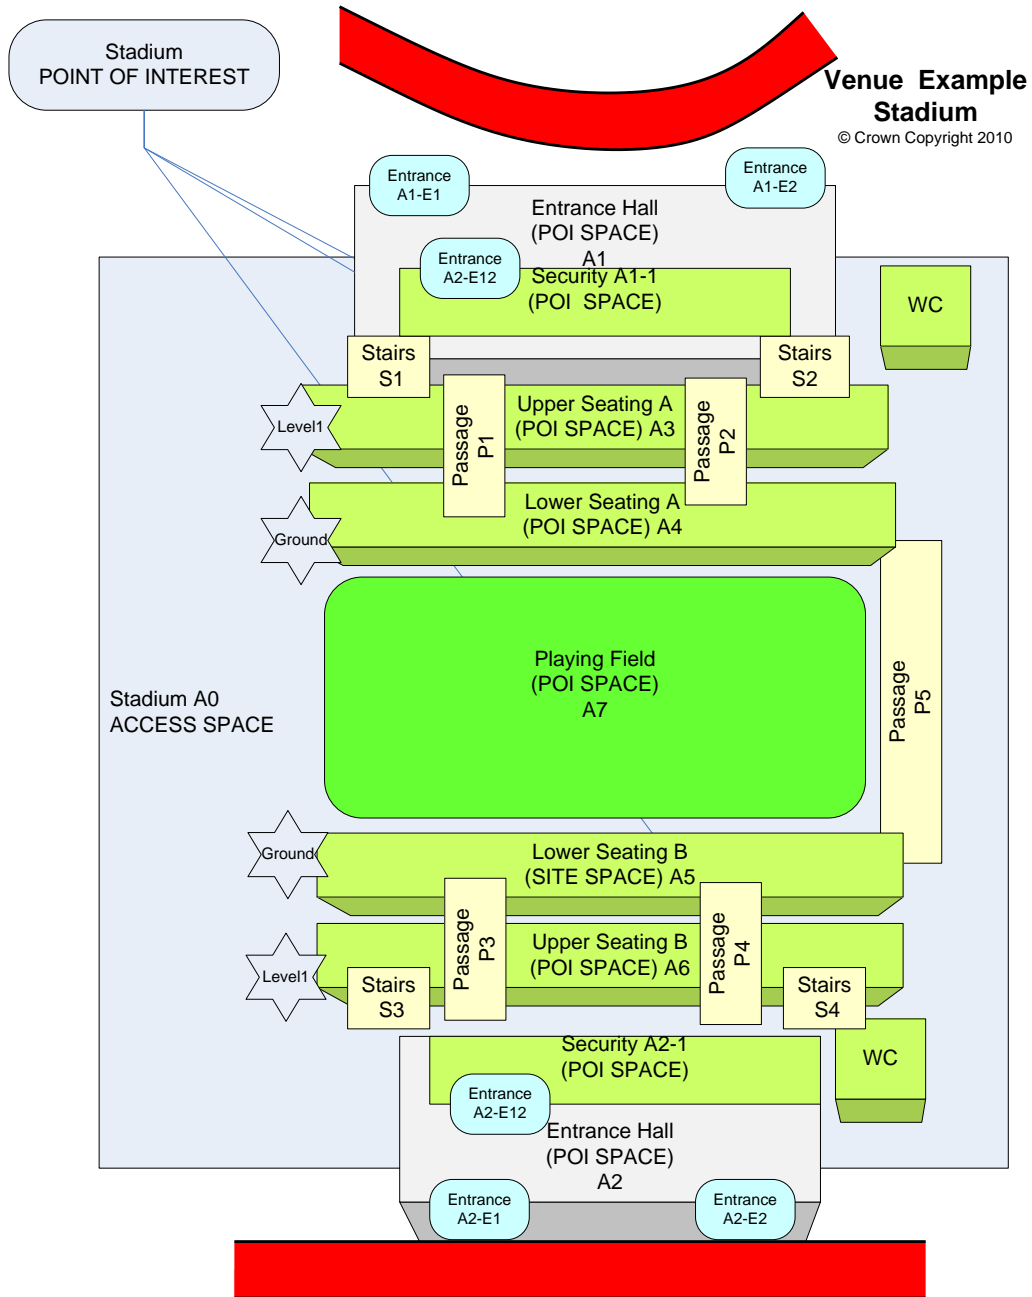 Stadium
POINT OF INTEREST
Venue Example
Stadium
© Crown Copyright 2010
Entrance
A1-E1
Entrance
A1-E2
Entrance Hall
(POI SPACE)
A1
Entrance
A2-E12
Security A1-1
(POI SPACE)
WC
Stairs
S1
Stairs
S2
Level1
Upper Seating A
(POI SPACE) A3
Passage
P1
Passage
P2
Ground
Lower Seating A
(POI SPACE) A4
Playing Field
(POI SPACE)
A7
Stadium A0
ACCESS SPACE
Passage
P5
Ground
Lower Seating B
(SITE SPACE) A5
Passage
P3
Passage
P4
Level1
Upper Seating B
(POI SPACE) A6
Stairs
S3
Stairs
S4
Security A2-1
(POI SPACE)
WC
Entrance
A2-E12
Entrance Hall
(POI SPACE)
A2
Entrance
A2-E1
Entrance
A2-E2